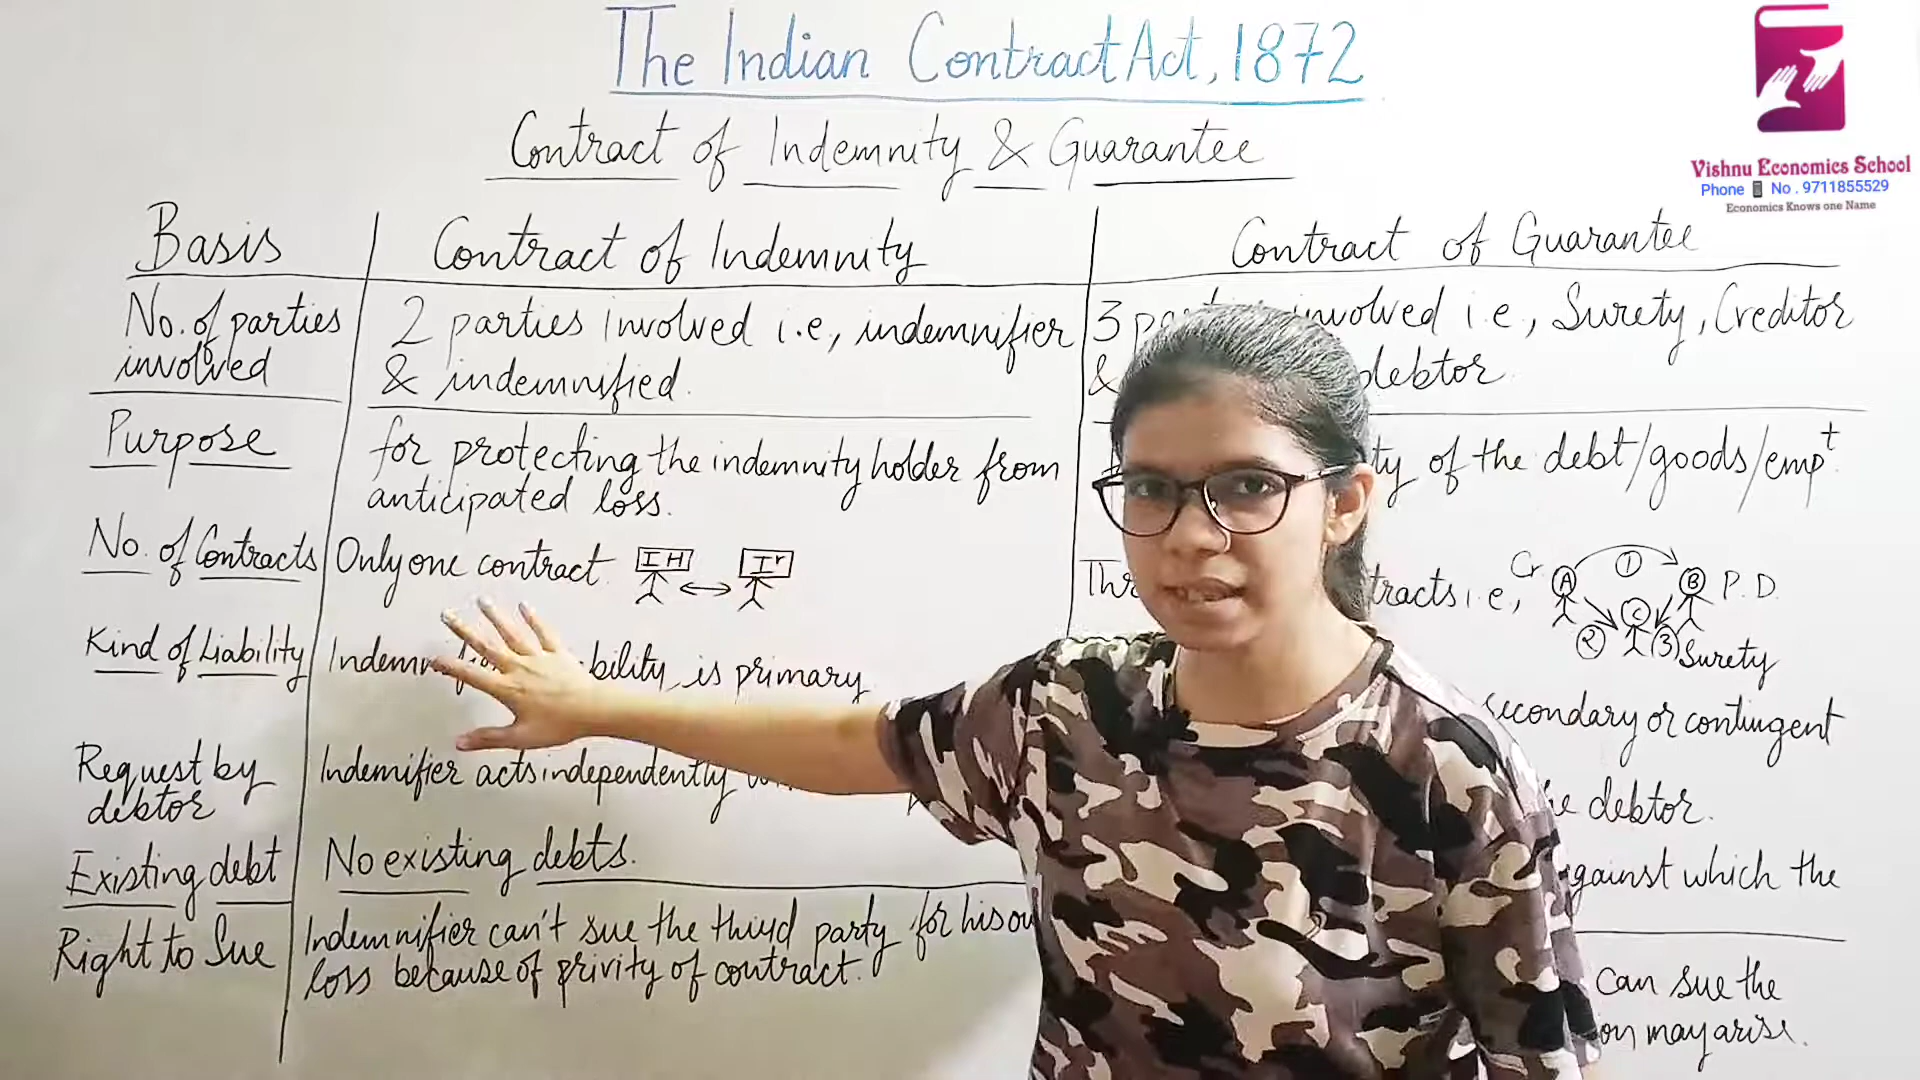 The Indian Contract Act, 1872
Contract of Indemnity & Guarantee
Vishnu Economics School
Phone No. 9711855529
Economics Knows one Name
Basis
Contract of Indemnity
Contract of Guarantee
No. of parties
involved
2 parties involved i.e., indemnifier
& indemnified.
3 involved i.e., Surety, Creditor
& debtor
Purpose
for protecting the indemnity holder from
anticipated loss.
of the debt/goods/empt
No. of Contracts
Only one contract
IH
Ir
i.e.,
Cr.
A
1
B
P.D.
C
2
3
Surety
Kind of Liability
is primary
secondary or contingent
Request by
debtor
Indemifier acts independently
debtor.
Existing debt
No existing debts.
against which the
Right to Sue
Indemnifier can't sue the third party for his
loss because of privity of contract.
can sue the
may arise.